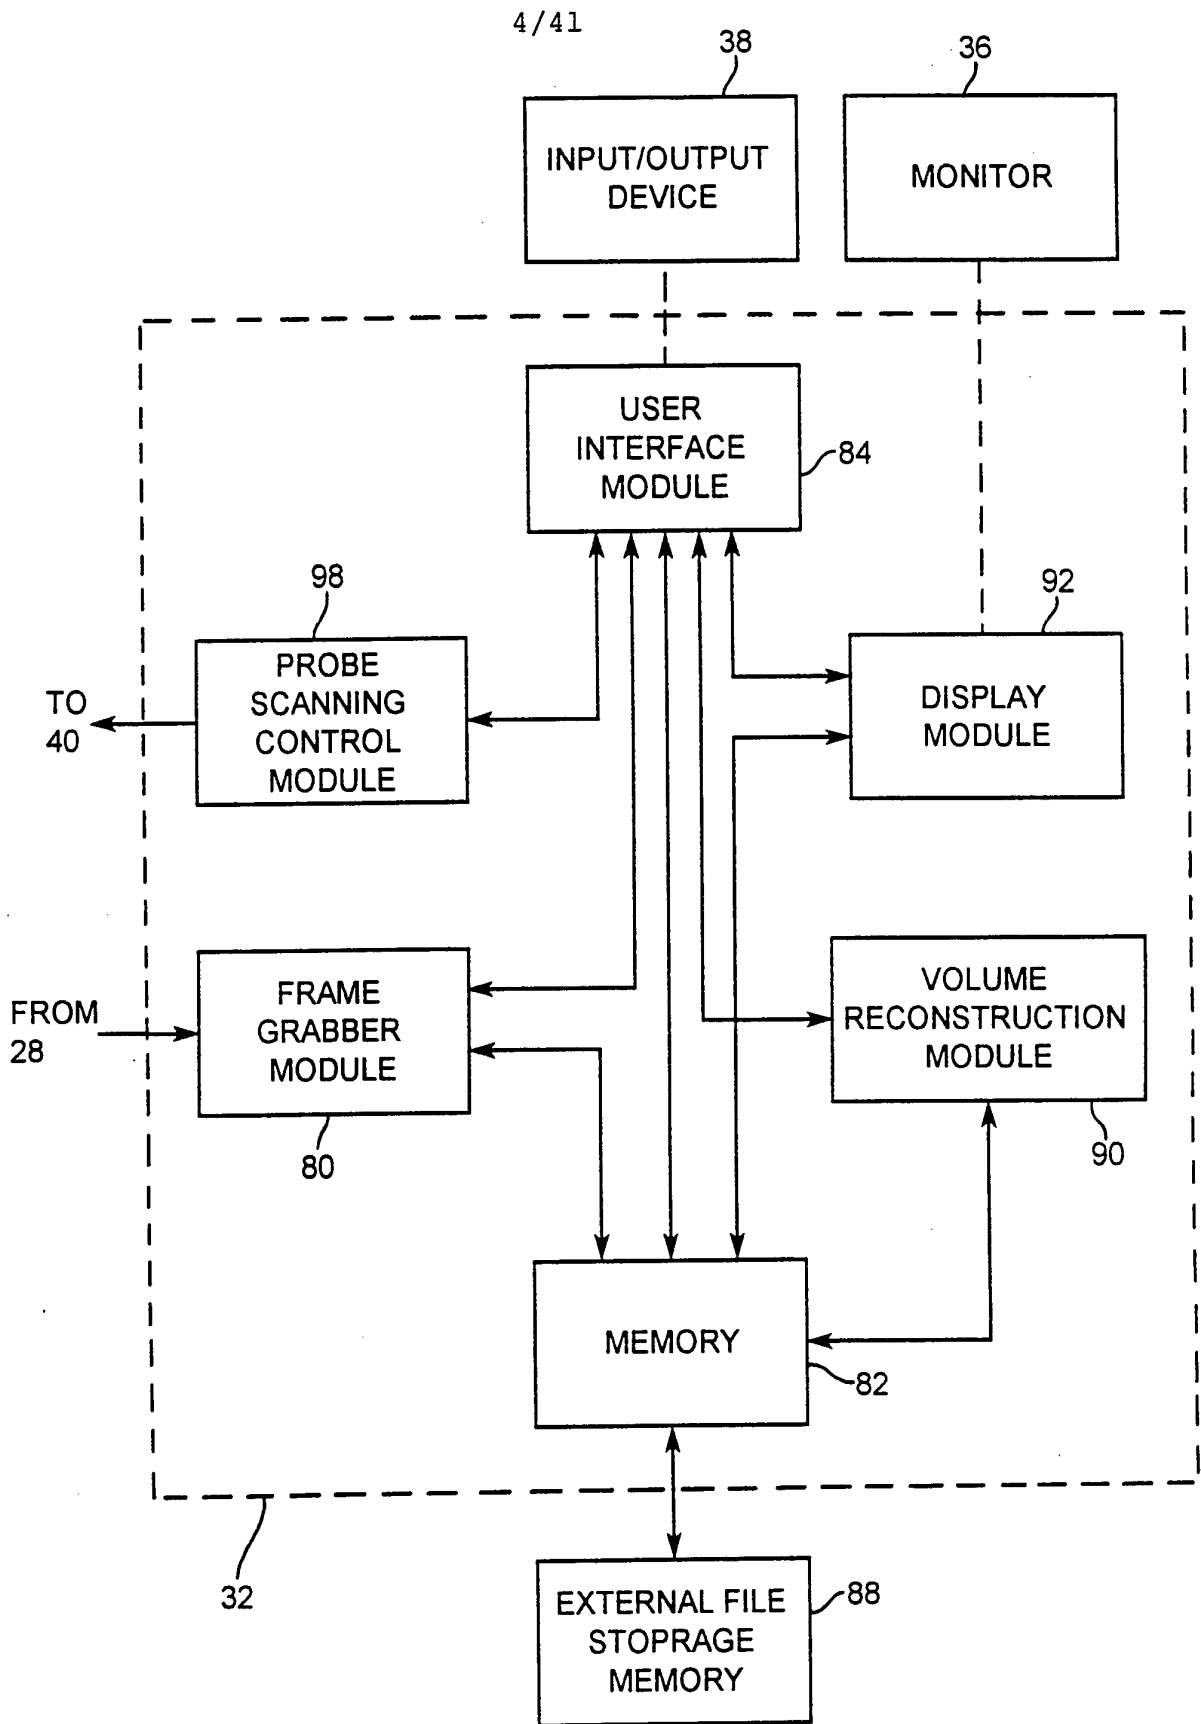 4/41
38
36
INPUT/OUTPUT
DEVICE
MONITOR
USER
INTERFACE
MODULE
84
98
92
PROBE
SCANNING
CONTROL
MODULE
TO
40
DISPLAY
MODULE
FRAME
GRABBER
MODULE
FROM
28
VOLUME
RECONSTRUCTION
MODULE
80
90
MEMORY
82
32
EXTERNAL FILE
STOPRAGE
MEMORY
88